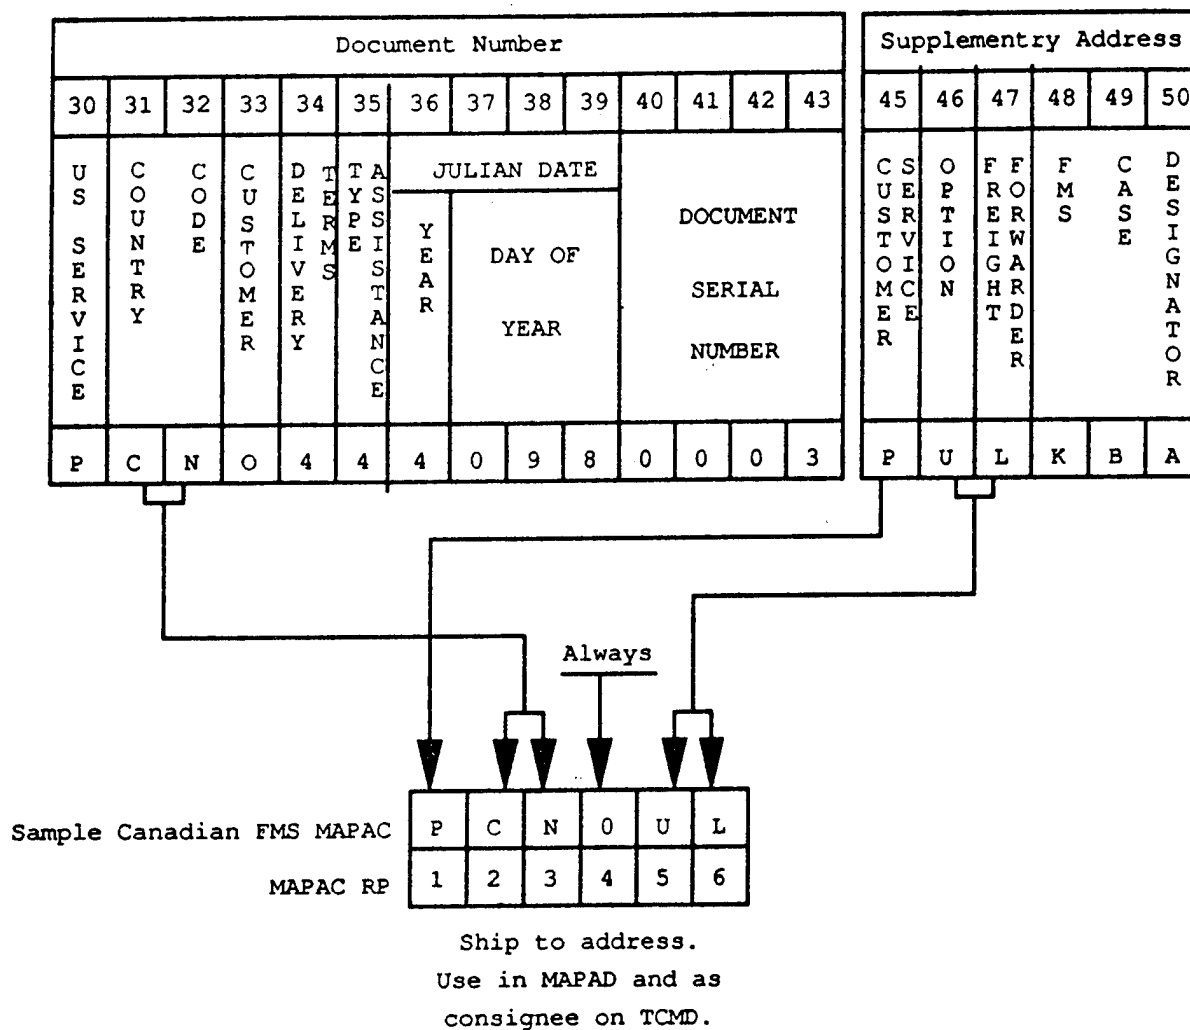 Document Number
Supplementry Address
30 31 32 33 34 35 36 37 38 39 40 41 42 43
45 46 47 48 49 50
US SERVICE
COUNTRY
CODE
CUSTOMER
DELIVERY
TERMS
TYPE
ASSISTANCE
JULIAN DATE
YEAR
DAY OF
YEAR
DOCUMENT
SERIAL
NUMBER
CUSTOMER
SERVICE
OPTION
FREIGHT
FORWARDER
FMS
CASE
DESIGNATOR
P C N O 4 4 4 0 9 8 0 0 0 3
P U L K B A
Always
Sample Canadian FMS MAPAC P C N 0 U L
MAPAC RP 1 2 3 4 5 6
Ship to address.
Use in MAPAD and as
consignee on TCMD.